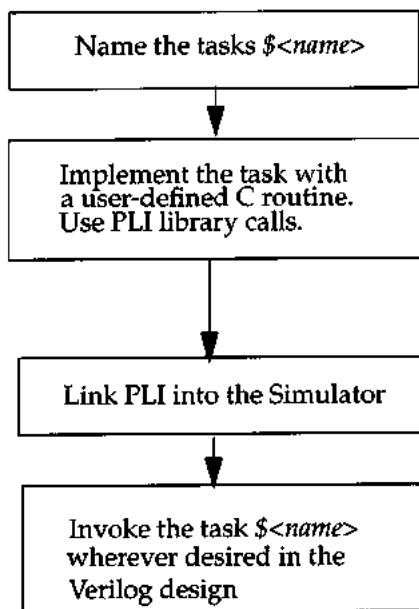 Name the tasks $<name>
Implement the task with
a user-defined C routine.
Use PLI library calls.
Link PLI into the Simulator
Invoke the task $<name>
wherever desired in the
Verilog design